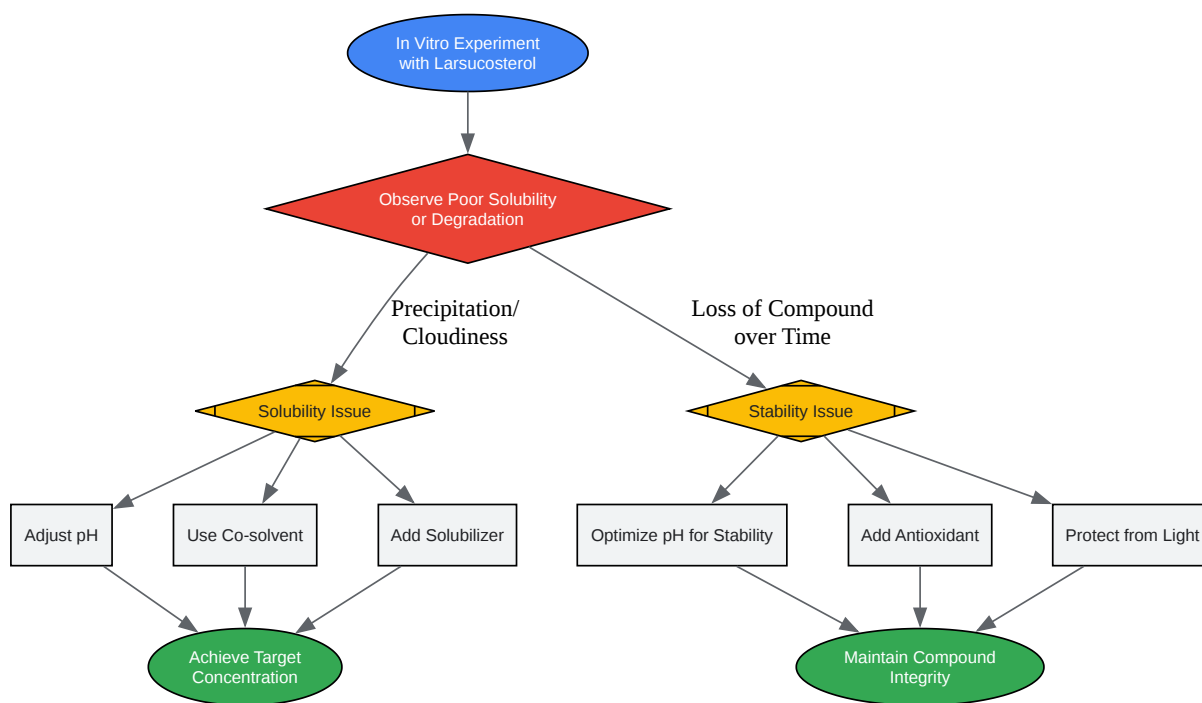 In Vitro Experiment
with Larsucosterol
Observe Poor Solubility
or Degradation
Precipitation/
Cloudiness
Loss of Compound
over Time
Solubility Issue
Stability Issue
Adjust pH
Use Co-solvent
Add Solubilizer
Optimize pH for Stability
Add Antioxidant
Protect from Light
Achieve Target
Concentration
Maintain Compound
Integrity